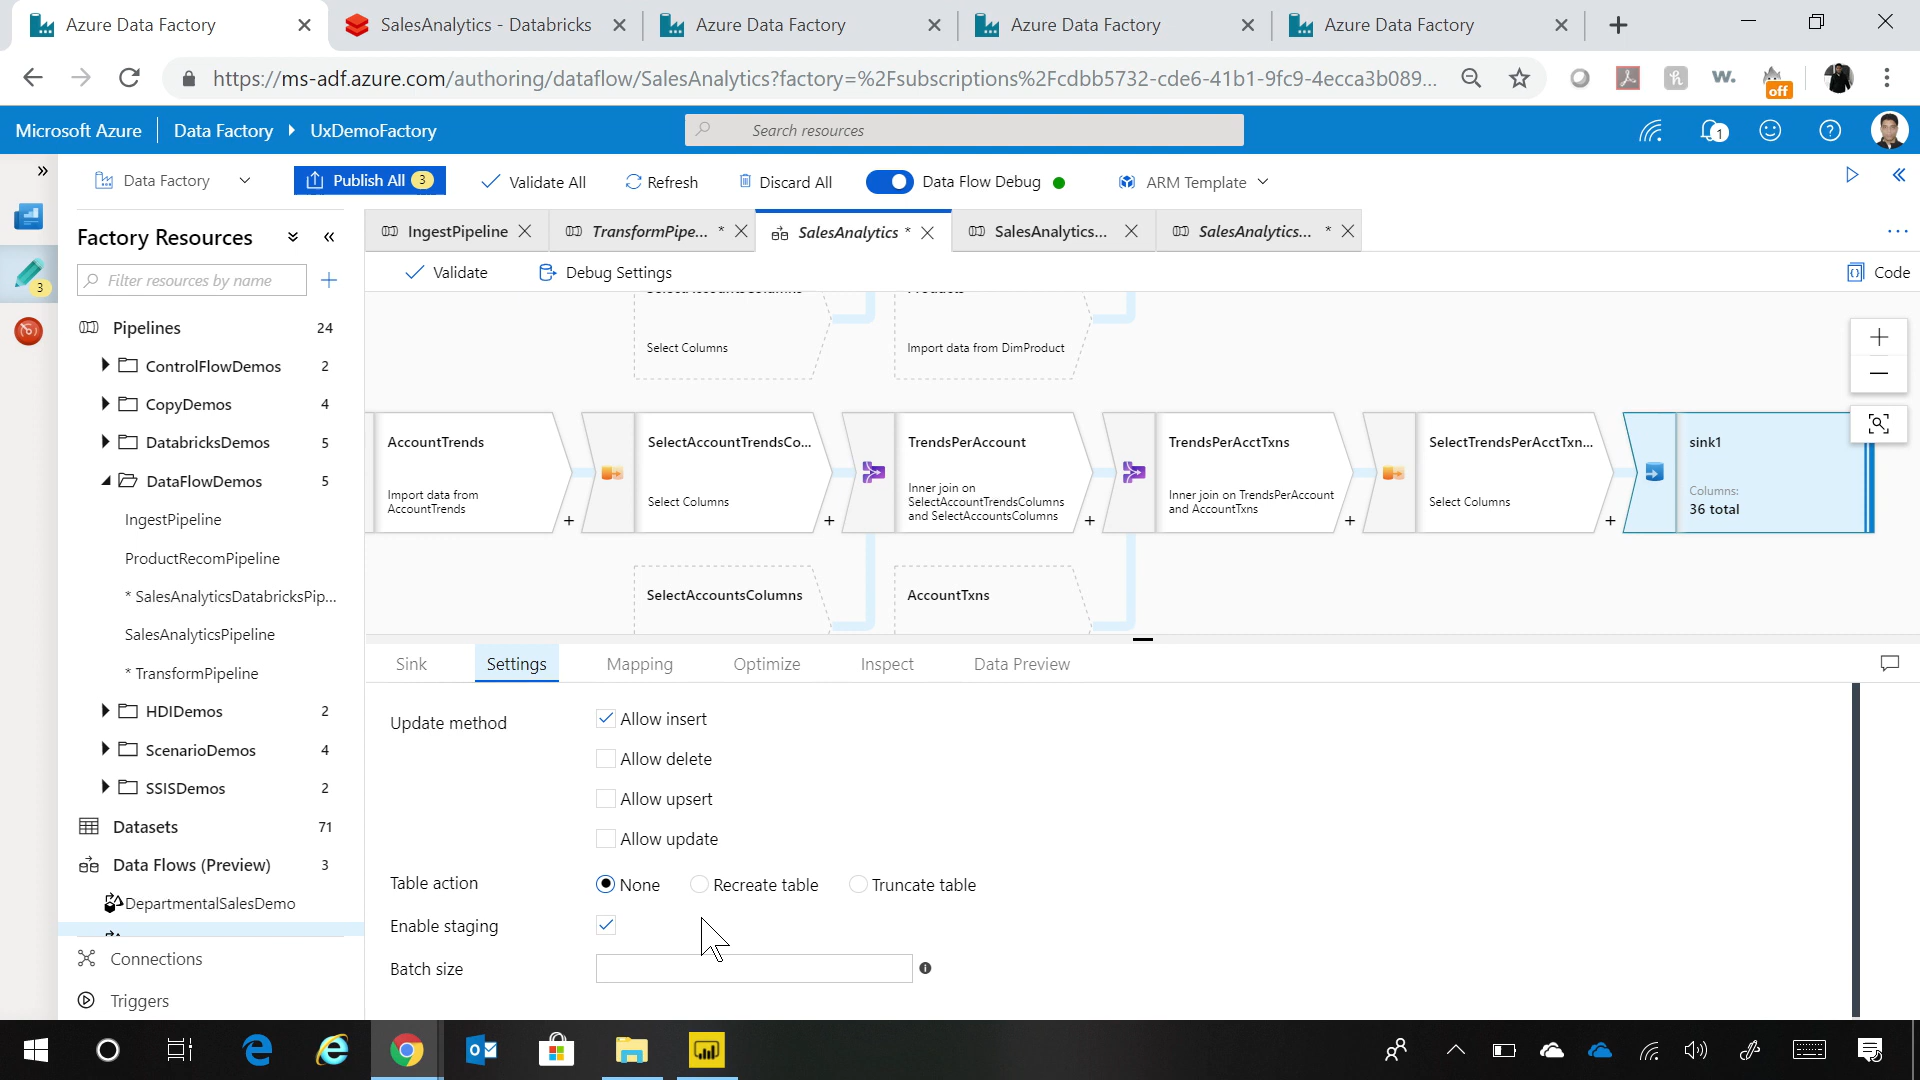 Azure Data Factory
SalesAnalytics - Databricks
Azure Data Factory
Azure Data Factory
Azure Data Factory
https://ms-adf.azure.com/authoring/dataflow/SalesAnalytics?factory=%2Fsubscriptions%2Fcdbb5732-cde6-41b1-9fc9-4ecca3b089...
off
Microsoft Azure
Data Factory
UxDemoFactory
Search resources
1
Data Factory
Publish All 3
Validate All
Refresh
Discard All
Data Flow Debug
ARM Template
3
Factory Resources
Filter resources by name
Pipelines 24
ControlFlowDemos 2
CopyDemos 4
DatabricksDemos 5
DataFlowDemos 5
IngestPipeline
ProductRecomPipeline
* SalesAnalyticsDatabricksPip...
SalesAnalyticsPipeline
* TransformPipeline
HDIDemos 2
ScenarioDemos 4
SSISDemos 2
Datasets 71
Data Flows (Preview) 3
DepartmentalSalesDemo
Connections
Triggers
IngestPipeline
TransformPipe... *
SalesAnalytics *
SalesAnalytics...
SalesAnalytics... *
Validate
Debug Settings
Code
Select Columns
Import data from DimProduct
AccountTrends
Import data from
AccountTrends
SelectAccountTrendsCo...
Select Columns
TrendsPerAccount
Inner join on
SelectAccountTrendsColumns
and SelectAccountsColumns
TrendsPerAcctTxns
Inner join on TrendsPerAccount
and AccountTxns
SelectTrendsPerAcctTxn...
Select Columns
sink1
Columns:
36 total
SelectAccountsColumns
AccountTxns
Sink
Settings
Mapping
Optimize
Inspect
Data Preview
Update method
Allow insert
Allow delete
Allow upsert
Allow update
Table action
None
Recreate table
Truncate table
Enable staging
Batch size